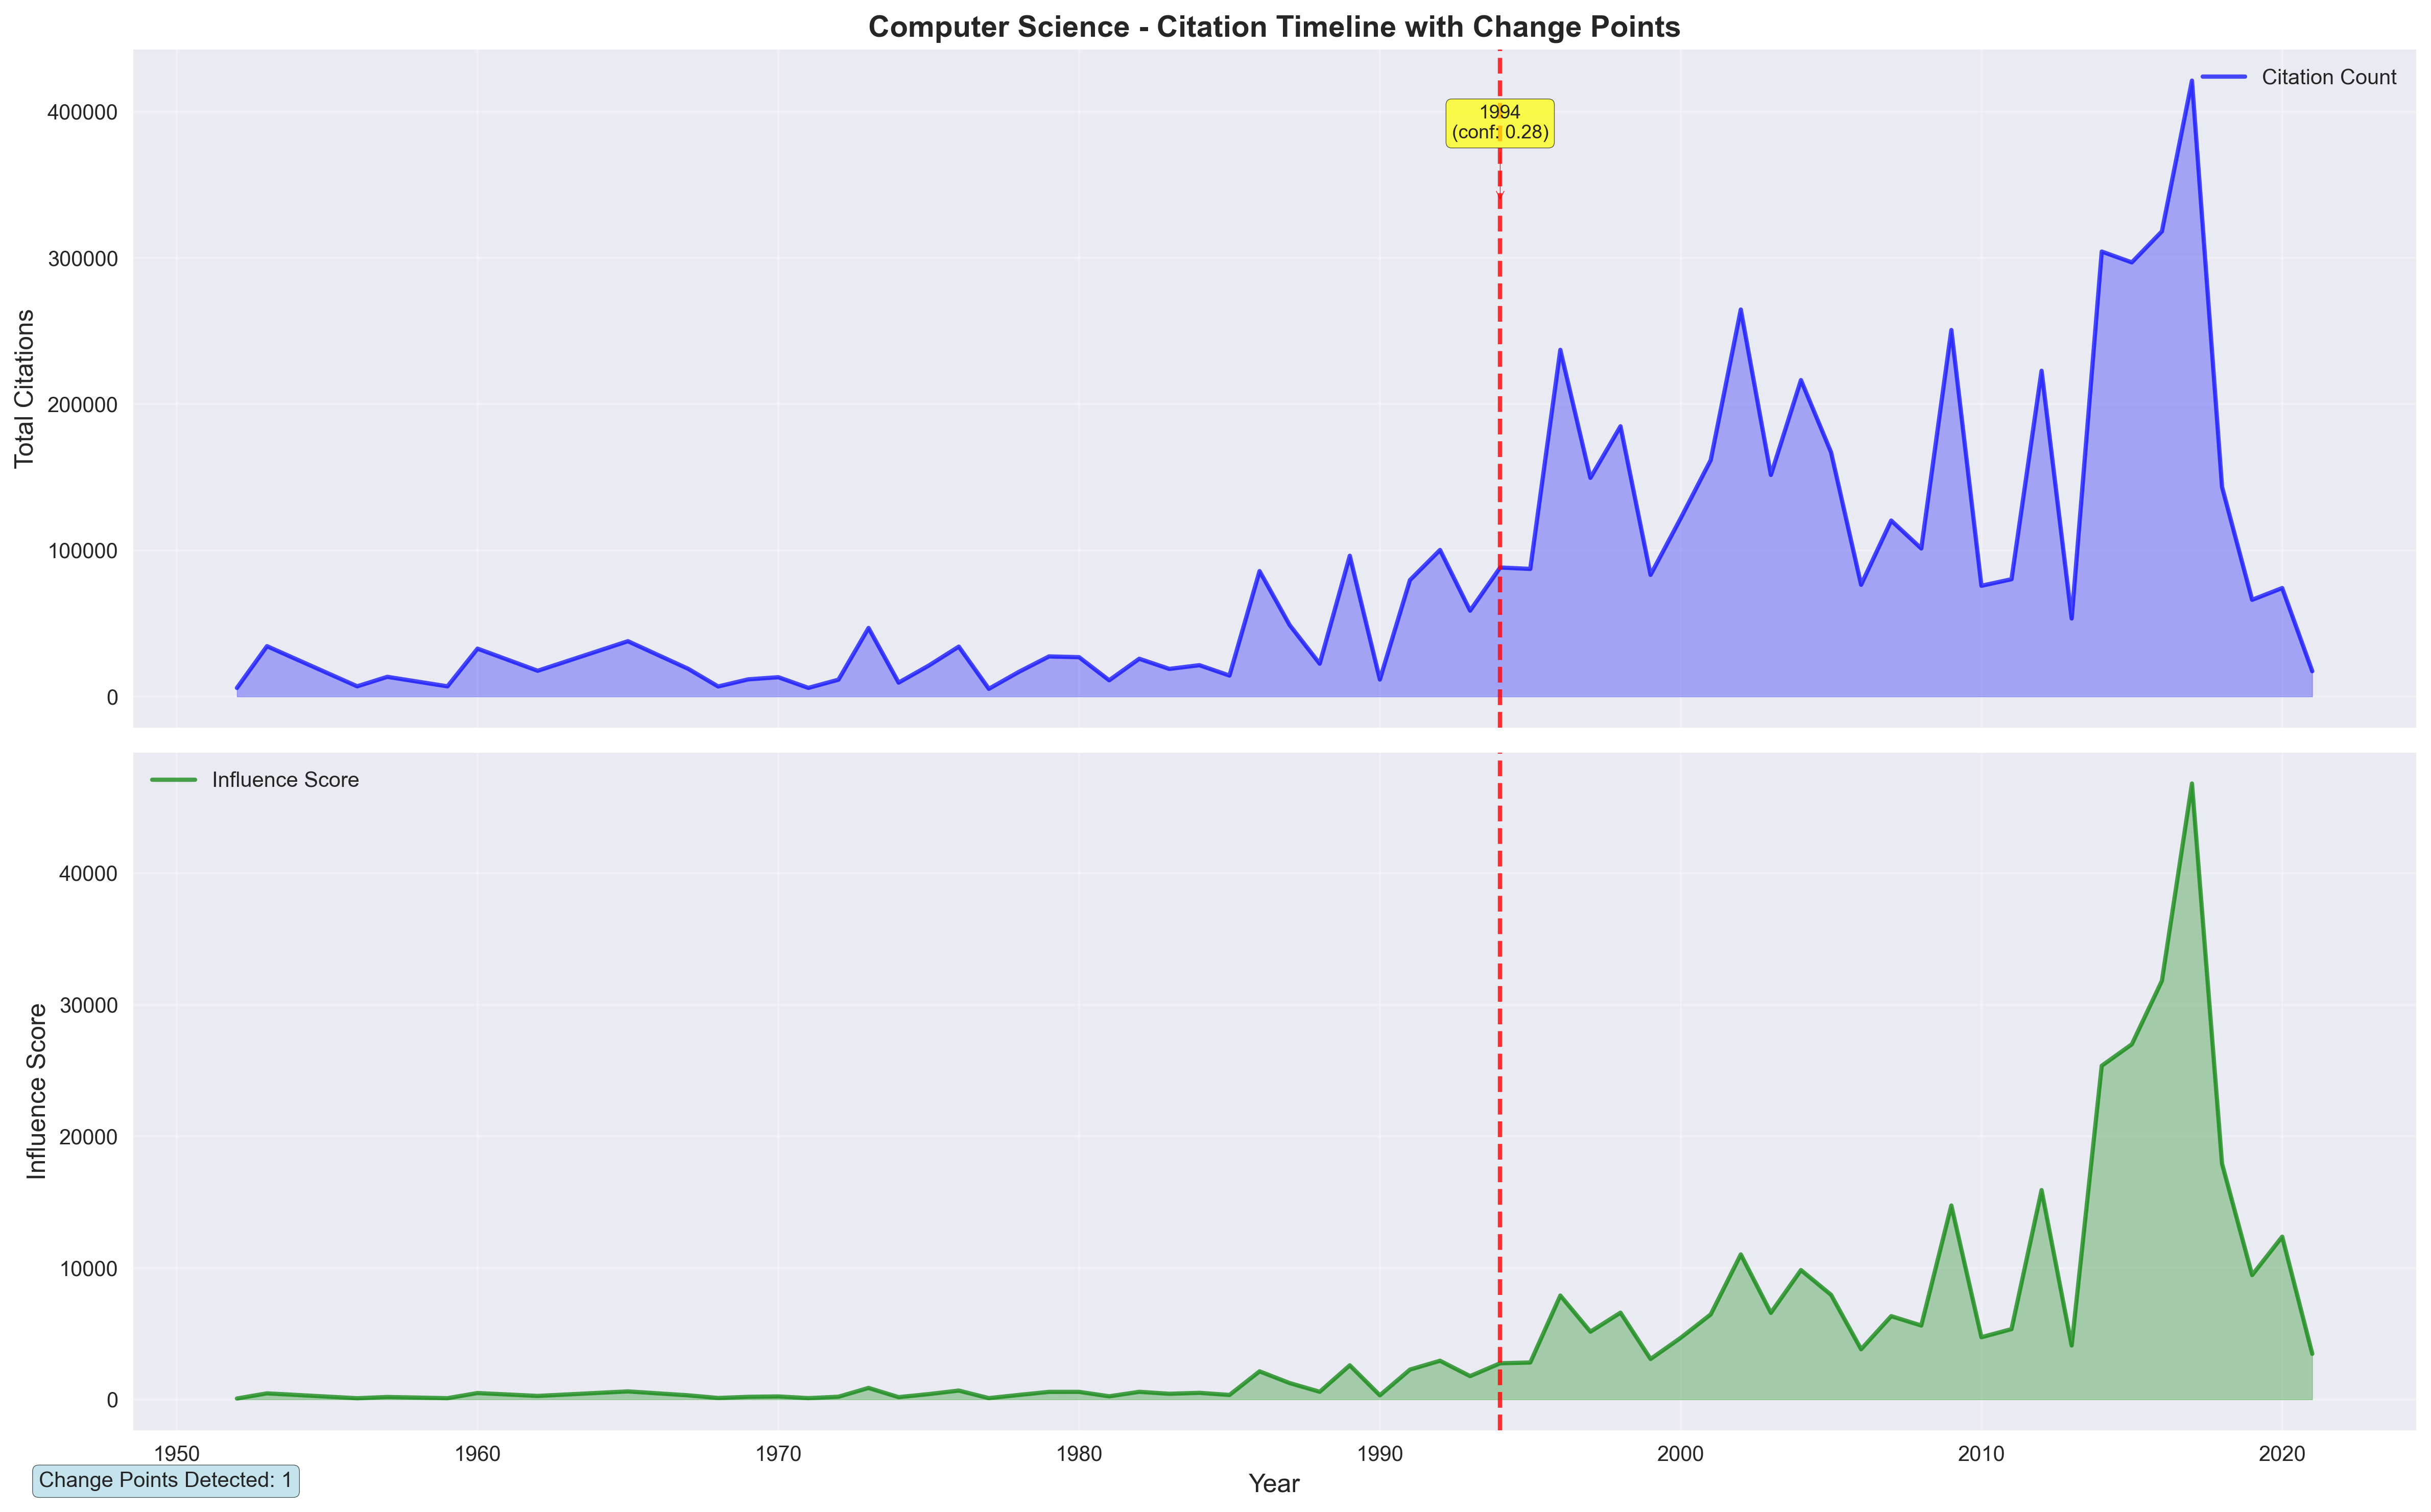 Computer Science - Citation Timeline with Change Points
Citation Count
400000
300000
200000
100000
0
Total Citations
1994
(conf: 0.28)
Influence Score
40000
30000
20000
10000
0
Influence Score
1950 1960 1970 1980 1990 2000 2010 2020
Year
Change Points Detected: 1